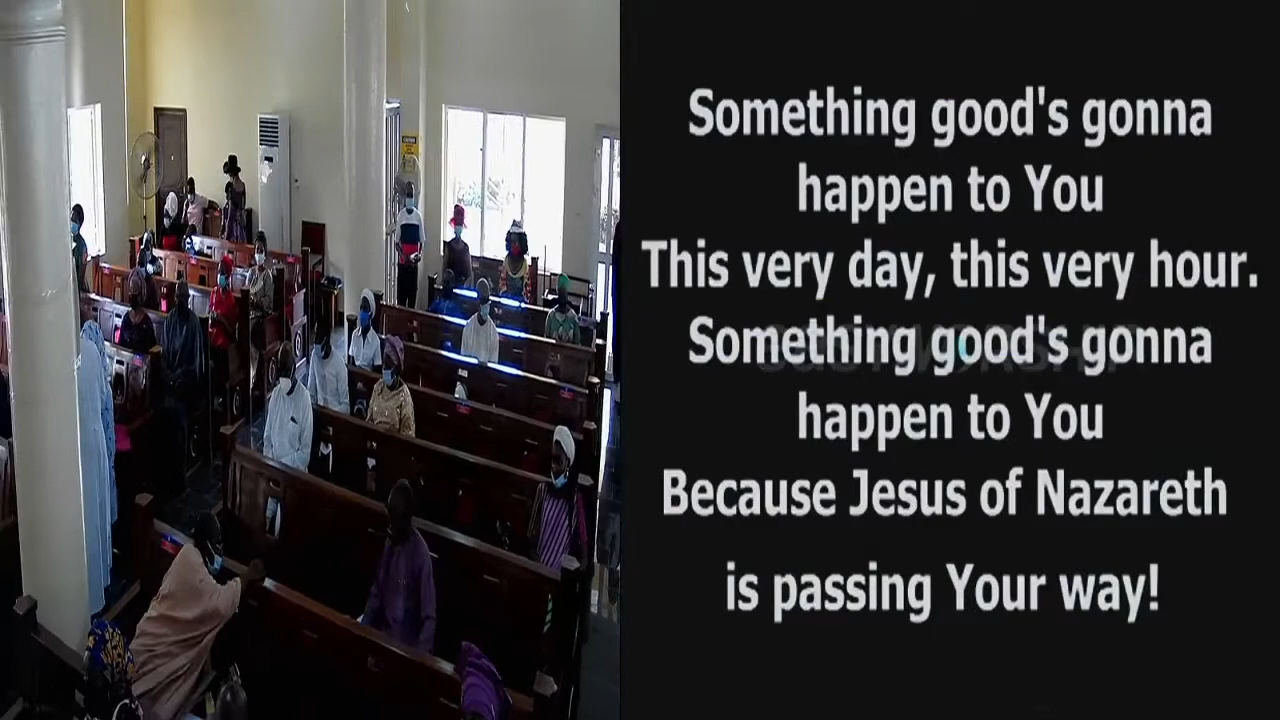 Something good's gonna
happen to You
This very day, this very hour.
Something good's gonna
happen to You
Because Jesus of Nazareth
is passing Your way!